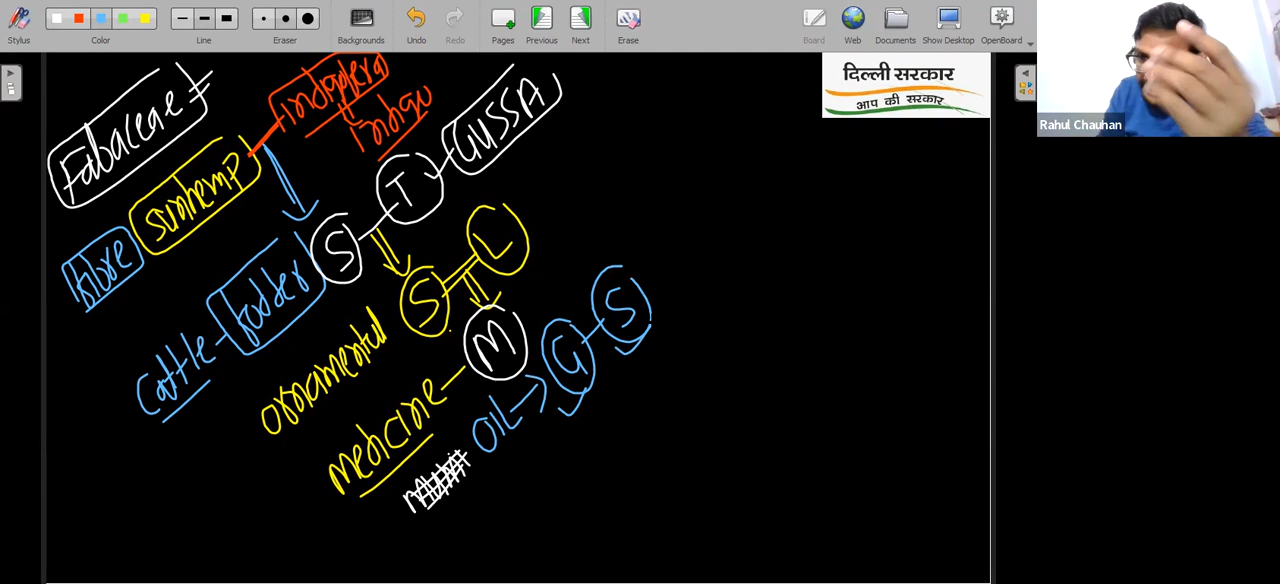 Stylus
Color
Line
Eraser
Backgrounds
Undo
Redo
Pages
Previous
Next
Erase
Board
Web
Documents
Show Desktop
OpenBoard
दिल्ली सरकार
आप की सरकार
Rahul Chauhan
Fabaceae
Indigo
GUSSA
sunhemp
T
Fibre
S
L
Cattle - fodder
S
S
ornamental
M
G
medicine
OIL